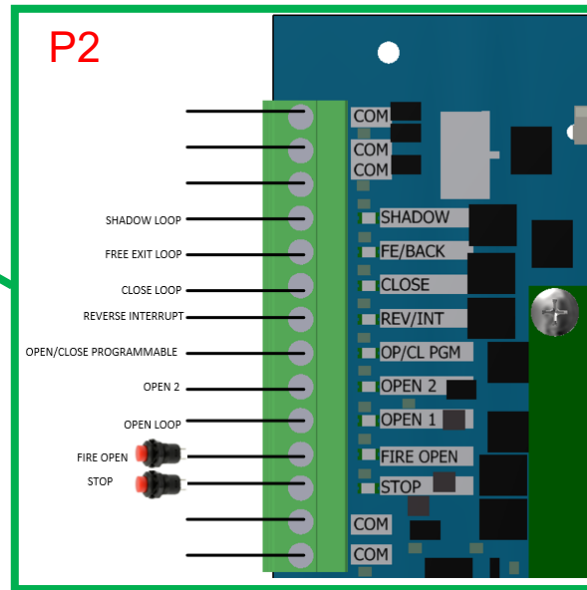 P2
COM
COM
COM
SHADOW LOOP SHADOW
FREE EXIT LOOP FE/BACK
CLOSE LOOP CLOSE
REVERSE INTERRUPT REV/INT
OPEN/CLOSE PROGRAMMABLE OP/CL PGM
OPEN 2 OPEN 2
OPEN LOOP OPEN 1
FIRE OPEN FIRE OPEN
STOP STOP
COM
COM